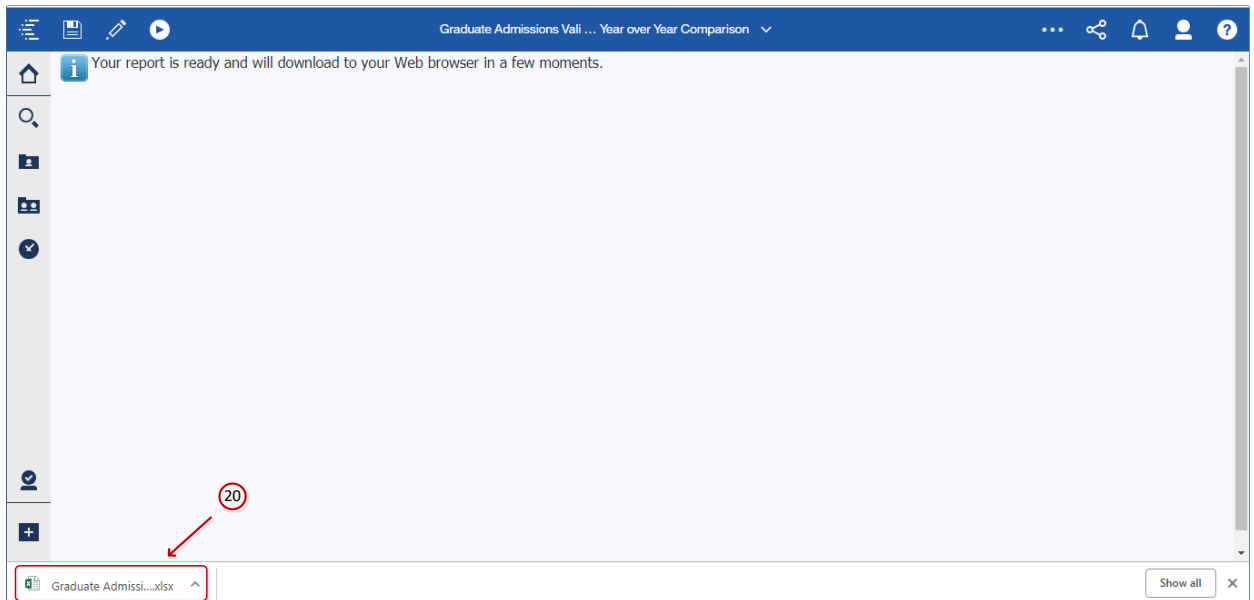 Graduate Admissions Vali ... Year over Year Comparison
?
i Your report is ready and will download to your Web browser in a few moments.
20
Graduate Admissi....xlsx
Show all